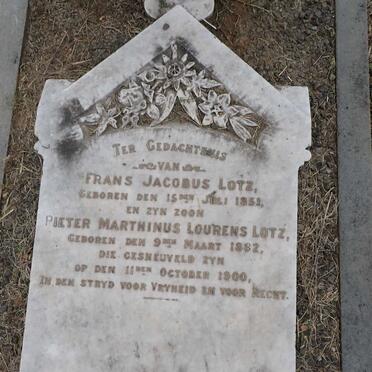 TER GEDACHTENIS
VAN
FRANS JACOBUS LOTZ,
GEBOREN DEN 15DEN JULI 1853,
EN ZYN ZOON
PIETER MARTHINUS LOURENS LOTZ,
GEBOREN DEN 9DEN MAART 1882,
DIE GESNEUVELD ZYN
OP DEN 11DEN OCTOBER 1900,
IN DEN STRYD VOOR VRYHEID EN VOOR RECHT.